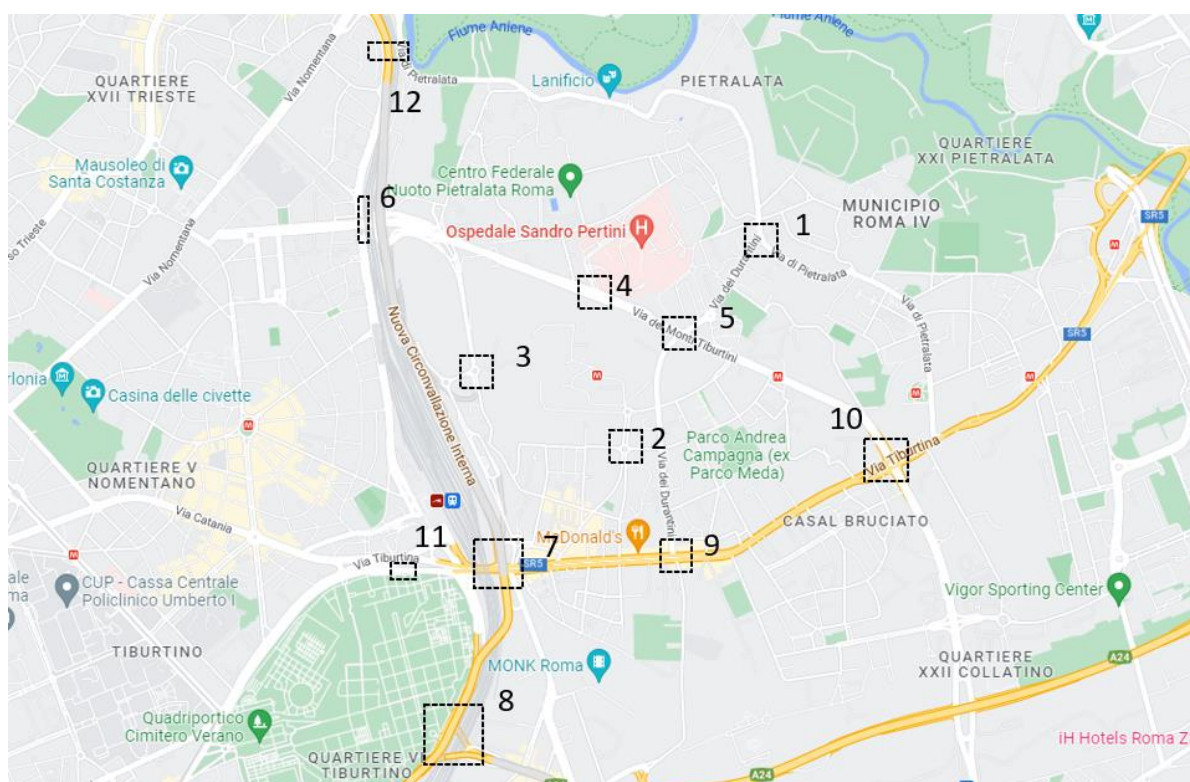 Fiume Aniene
Fiume Aniene
Via di Pietralata
QUARTIERE
XVII TRIESTE
Via Nomentana
Lanificio
PIETRALATA
12
Mausoleo di
Santa Costanza
Centro Federale
Nuoto Pietralata Roma
QUARTIERE
XXI PIETRALATA
6
MUNICIPIO
ROMA IV
SR5
Ospedale Sandro Pertini
H
1
M
Via Nomentana
Via dei Durantini
Via di Pietralata
4
Via dei Monti Tiburtini
5
Via di Pietralata
Nuova Circonvallazione Interna
SR5
3
M
M
M
M
Casina delle civette
M
10
2
Parco Andrea
Campagna (ex
Parco Meda)
Via Tiburtina
QUARTIERE V
NOMENTANO
Via dei Durantini
Via Catania
CASAL BRUCIATO
11
McDonald's
7
9
M
Via Tiburtina
SR5
CUP - Cassa Centrale
Policlinico Umberto I
Vigor Sporting Center
TIBURTINO
MONK Roma
QUARTIERE
XXII COLLATINO
A24
8
Quadriportico
Cimitero Verano
QUARTIERE VI
TIBURTINO
A24
iH Hotels Roma Z